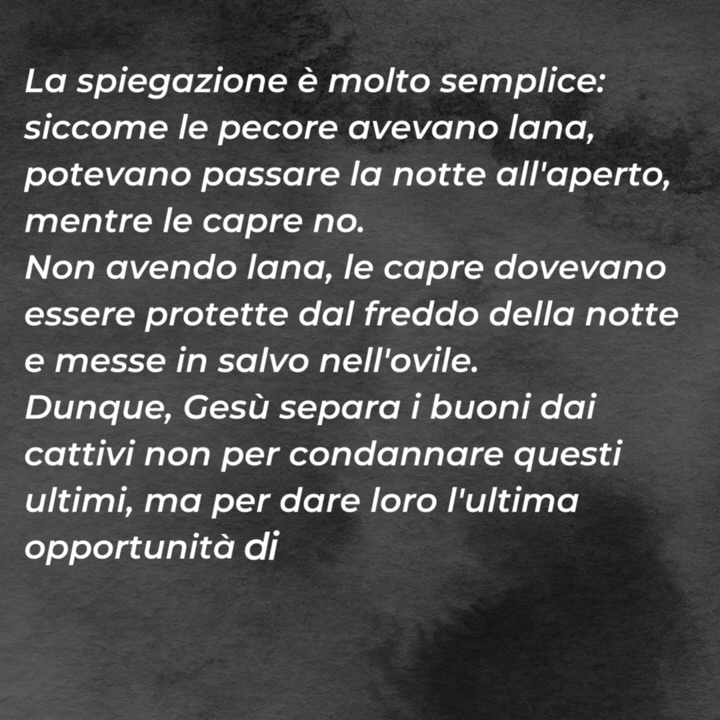 La spiegazione è molto semplice:
siccome le pecore avevano lana,
potevano passare la notte all'aperto,
mentre le capre no.
Non avendo lana, le capre dovevano
essere protette dal freddo della notte
e messe in salvo nell'ovile.
Dunque, Gesù separa i buoni dai
cattivi non per condannare questi
ultimi, ma per dare loro l'ultima
opportunità di